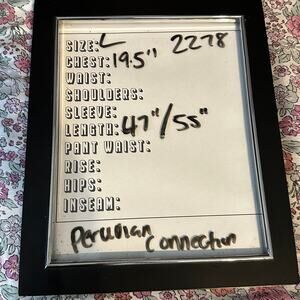 SIZE: L 2278
CHEST: 19.5"
WAIST:
SHOULDERS:
SLEEVE:
LENGTH: 47"/55"
PANT WAIST:
RISE:
HIPS:
INSEAM:
Peruvian Connection